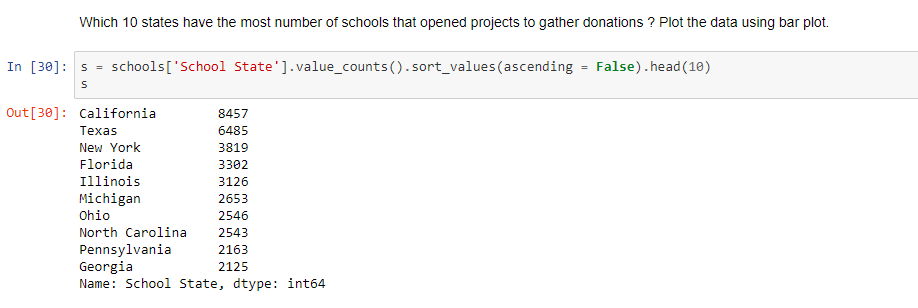 Which 10 states have the most number of schools that opened projects to gather donations ? Plot the data using bar plot.
In [30]: s = schools['School State'].value_counts().sort_values(ascending = False).head(10)
s
Out[30]: California 8457
Texas 6485
New York 3819
Florida 3302
Illinois 3126
Michigan 2653
Ohio 2546
North Carolina 2543
Pennsylvania 2163
Georgia 2125
Name: School State, dtype: int64